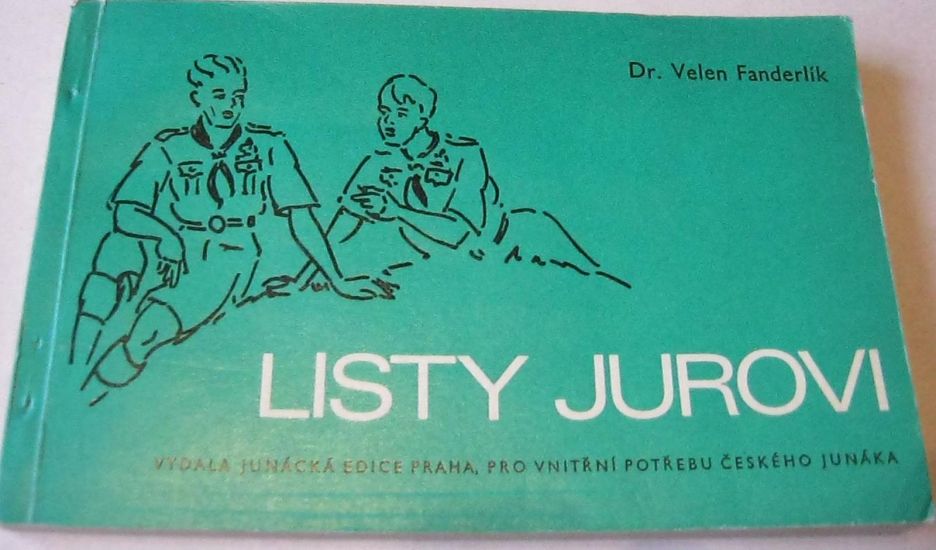 Dr. Velen Fanderlík
LISTY JUROVI
VYDALA JUNÁCKÁ EDICE PRAHA, PRO VNITŘNÍ POTŘEBU ČESKÉHO JUNÁKA